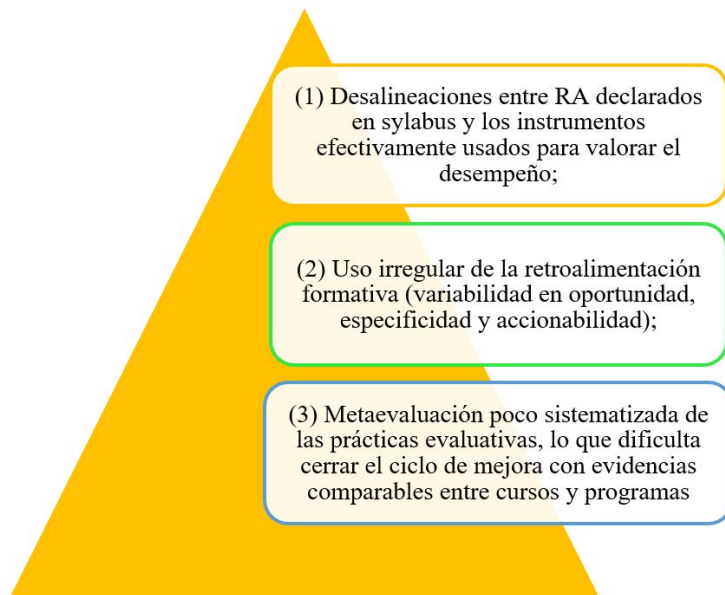 (1) Desalineaciones entre RA declarados
en sylabus y los instrumentos
efectivamente usados para valorar el
desempeño;
(2) Uso irregular de la retroalimentación
formativa (variabilidad en oportunidad,
especificidad y accionabilidad);
(3) Metaevaluación poco sistematizada de
las prácticas evaluativas, lo que dificulta
cerrar el ciclo de mejora con evidencias
comparables entre cursos y programas